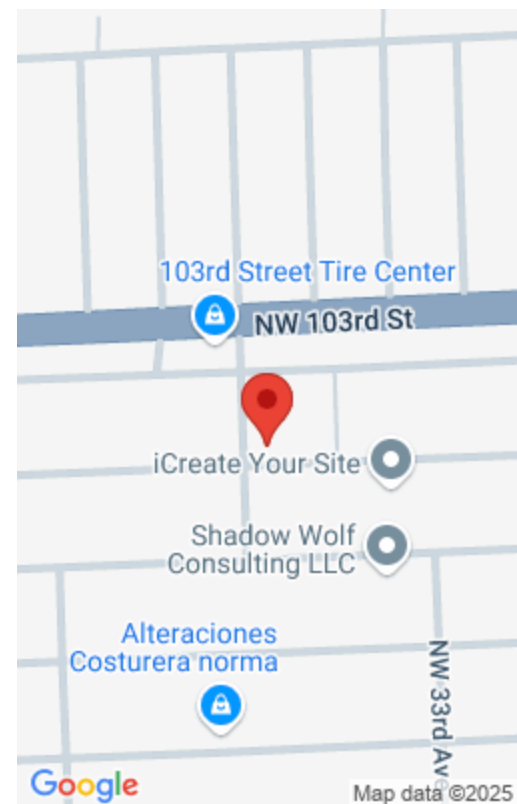 103rd Street Tire Center
NW 103rd St
iCreate Your Site
Shadow Wolf
Consulting LLC
Alteraciones
Costurera norma
NW 33rd Ave
Google
Map data ©2025